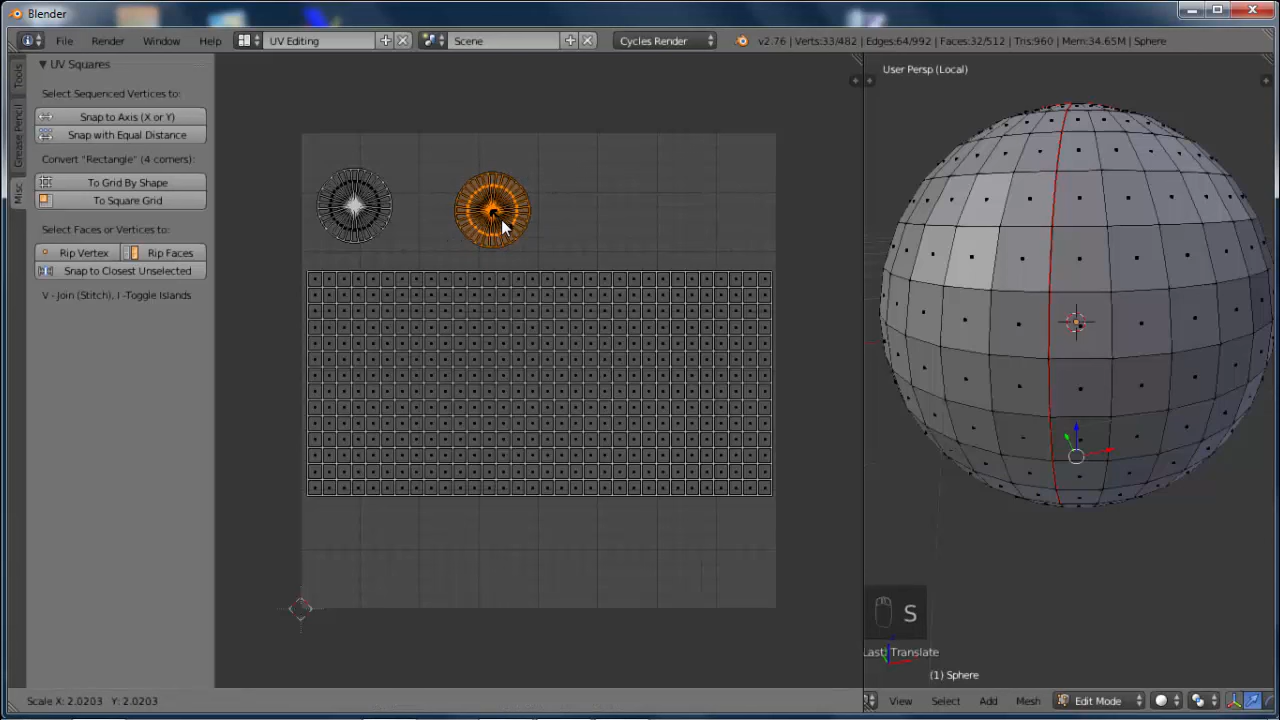 Blender
File Render Window Help UV Editing Scene Cycles Render v2.76 | Verts:33/482 | Edges:64/992 | Faces:32/512 | Tris:960 | Mem:34.65M | Sphere
UV Squares
User Persp (Local)
Tools
Select Sequenced Vertices to:
Snap to Axis (X or Y)
Snap with Equal Distance
Grease Pencil
Convert "Rectangle" (4 corners):
To Grid By Shape
Misc
To Square Grid
Select Faces or Vertices to:
Rip Vertex Rip Faces
Snap to Closest Unselected
V - Join (Stitch), I -Toggle Islands
S
Last: Translate
(1) Sphere
Scale X: 2.0203 Y: 2.0203
View Select Add Mesh Edit Mode